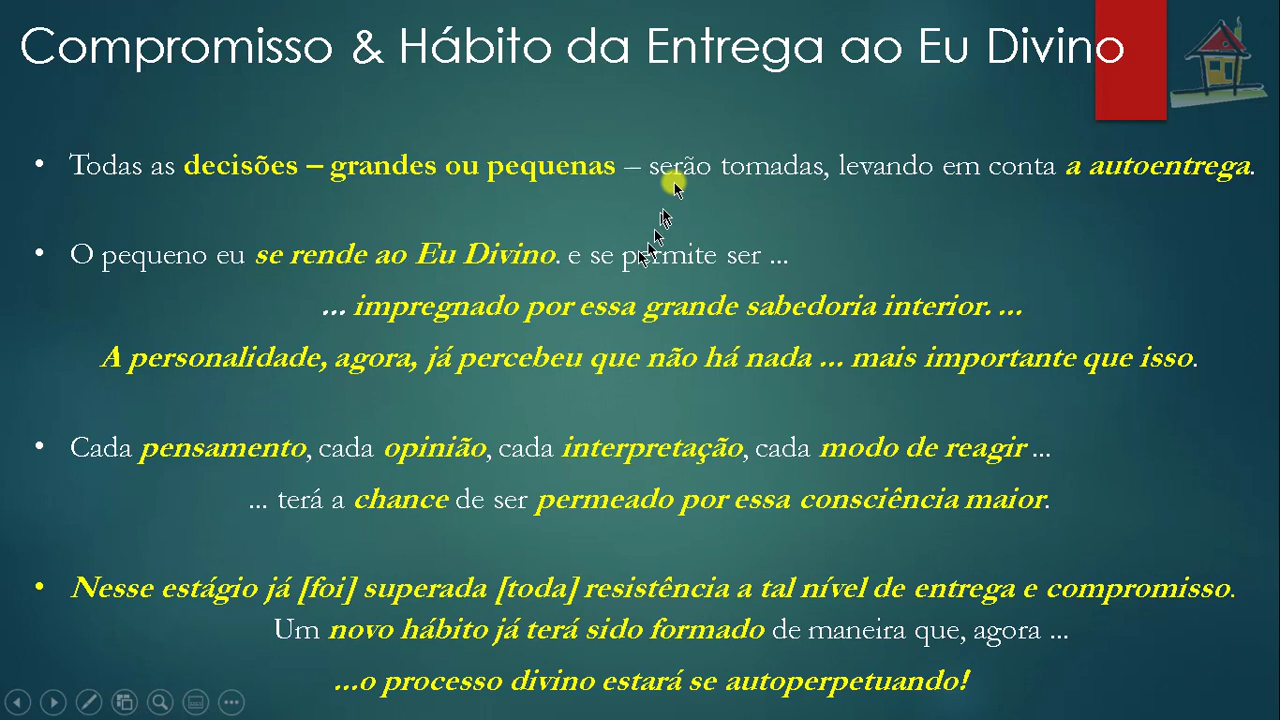 Compromisso & Hábito da Entrega ao Eu Divino
• Todas as decisões – grandes ou pequenas – serão tomadas, levando em conta a autoentrega.
• O pequeno eu se rende ao Eu Divino. e se permite ser ...
... impregnado por essa grande sabedoria interior. ...
A personalidade, agora, já percebeu que não há nada ... mais importante que isso.
• Cada pensamento, cada opinião, cada interpretação, cada modo de reagir ...
... terá a chance de ser permeado por essa consciência maior.
• Nesse estágio já [foi] superada [toda] resistência a tal nível de entrega e compromisso.
Um novo hábito já terá sido formado de maneira que, agora ...
...o processo divino estará se autoperpetuando!